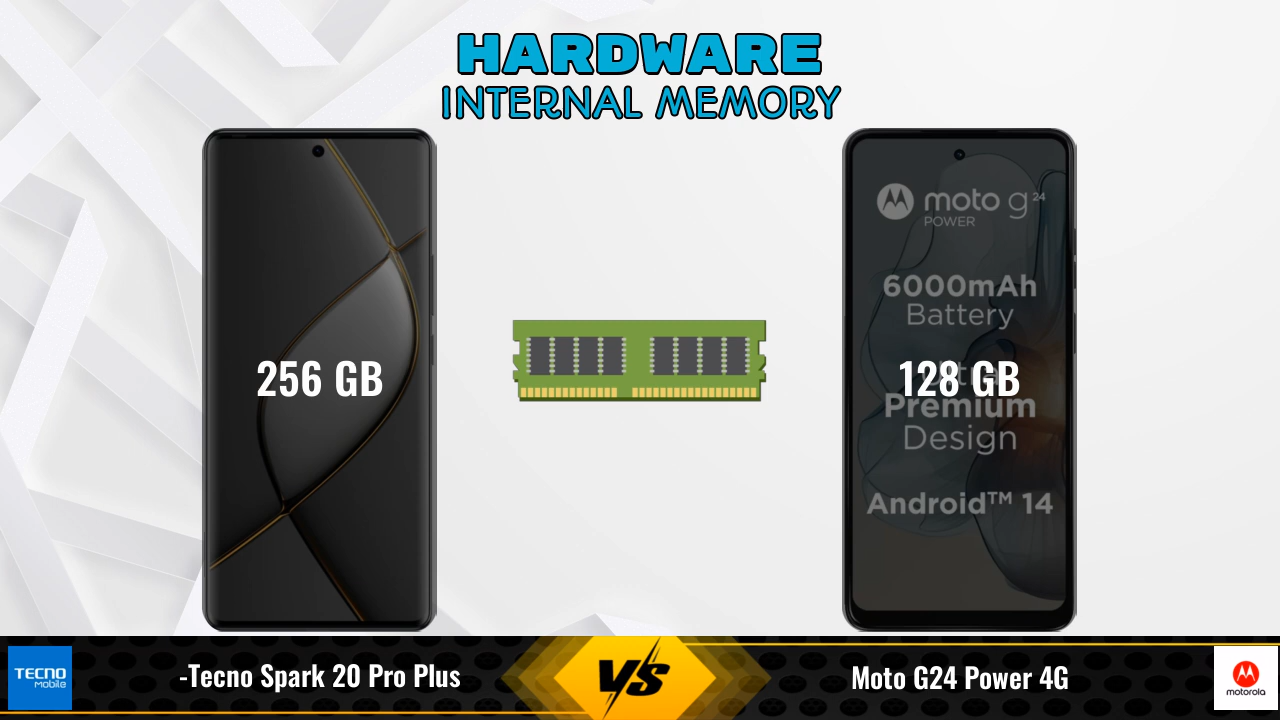 HARDWARE
INTERNAL MEMORY
moto g 24
POWER
6000mAh
Battery
256 GB
128 GB
Premium
Design
Android™ 14
TECNO
mobile
-Tecno Spark 20 Pro Plus
VS
Moto G24 Power 4G
motorola